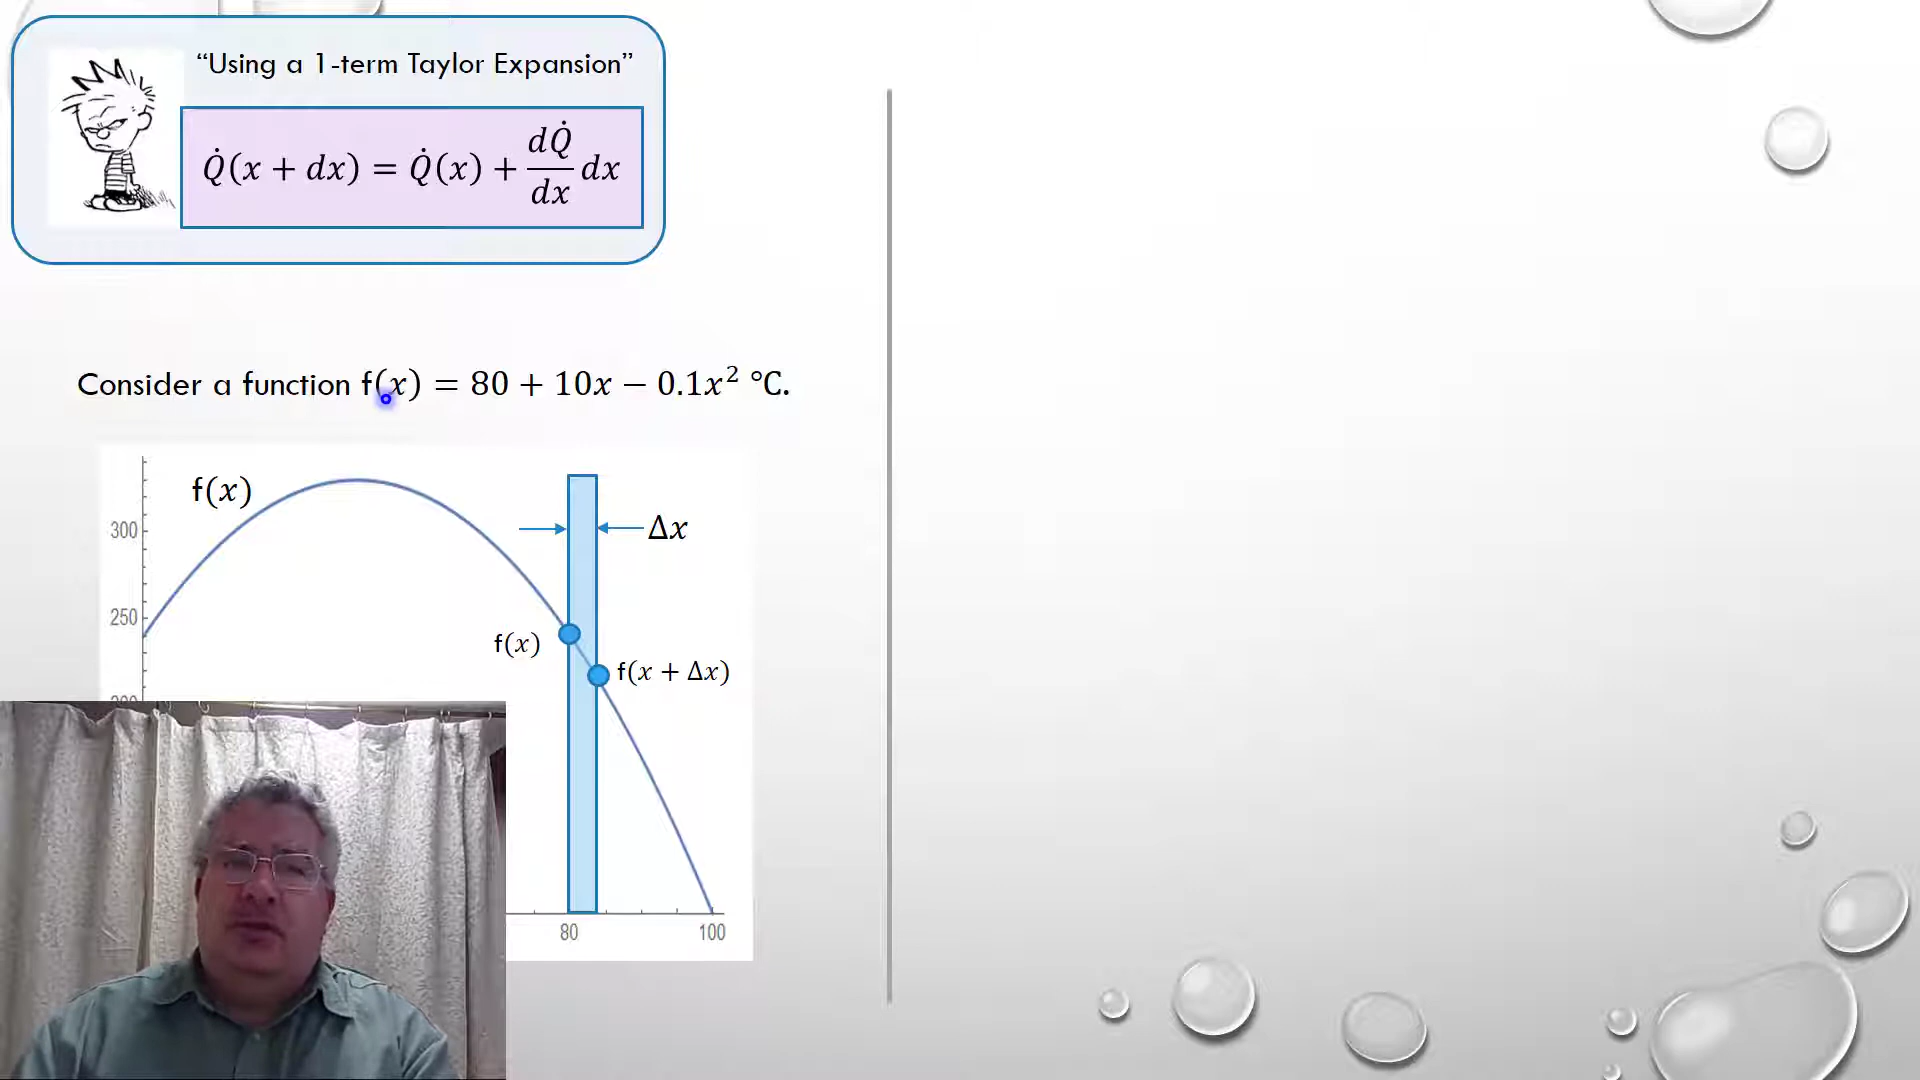 “Using a 1-term Taylor Expansion”
Q̇(x + dx) = Q̇(x) + dQ̇/dx dx
Consider a function f(x) = 80 + 10x − 0.1x² °C.
f(x)
300
Δx
250
f(x)
f(x + Δx)
80
100